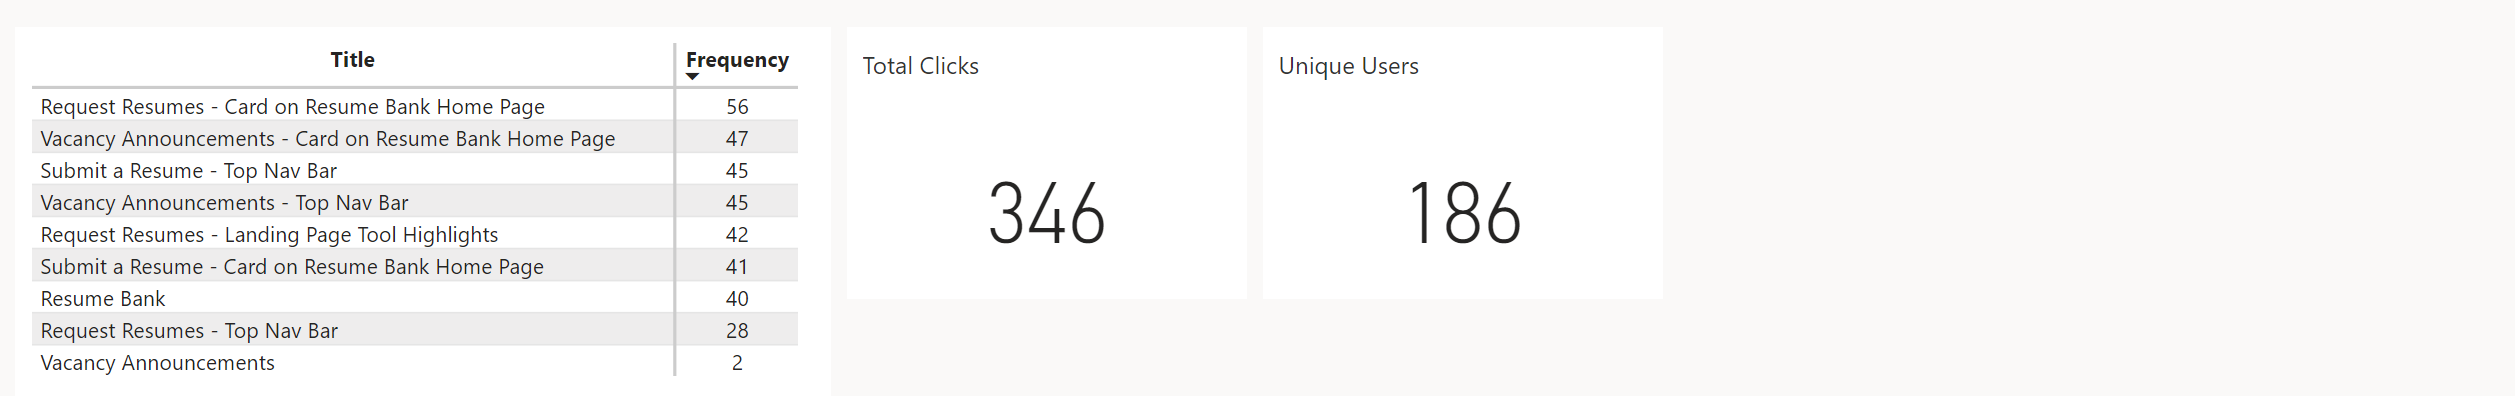 Title Frequency
Request Resumes - Card on Resume Bank Home Page 56
Vacancy Announcements - Card on Resume Bank Home Page 47
Submit a Resume - Top Nav Bar 45
Vacancy Announcements - Top Nav Bar 45
Request Resumes - Landing Page Tool Highlights 42
Submit a Resume - Card on Resume Bank Home Page 41
Resume Bank 40
Request Resumes - Top Nav Bar 28
Vacancy Announcements 2
Total Clicks
346
Unique Users
186